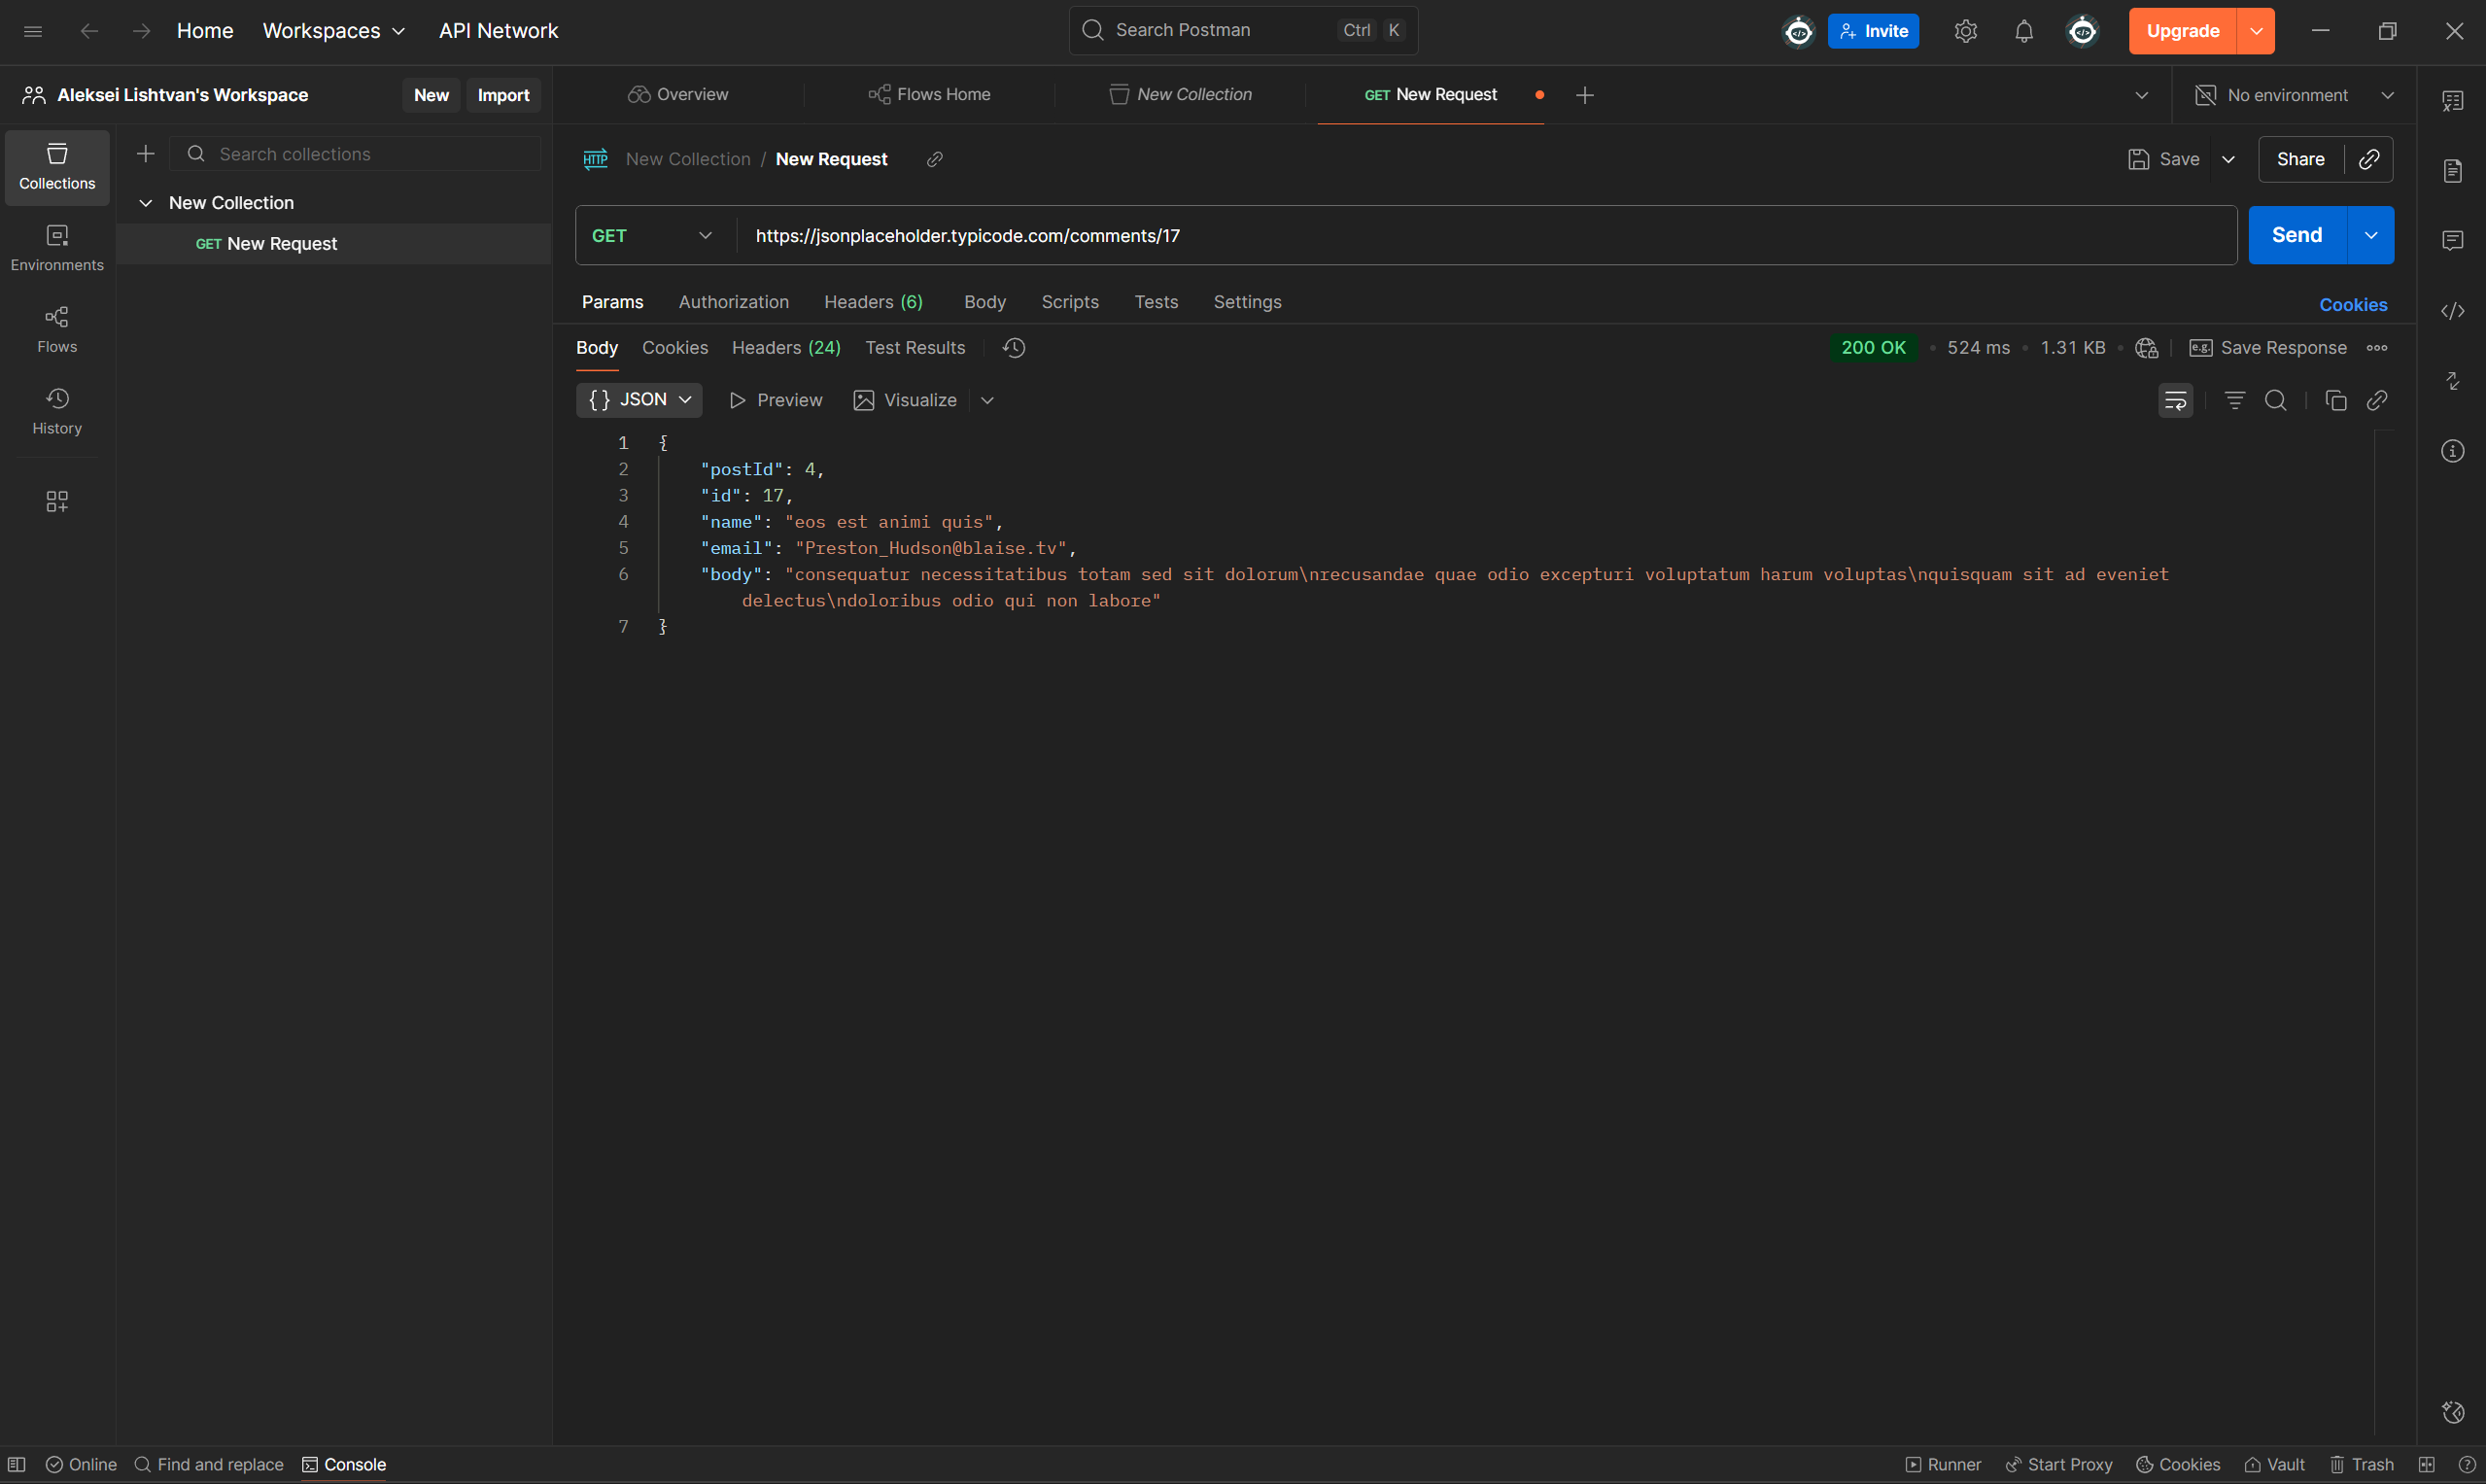 Home Workspaces API Network Search Postman Ctrl K Invite Upgrade
Aleksei Lishtvan's Workspace New Import Overview Flows Home New Collection GET New Request No environment
Collections
Environments
Flows
History
Search collections
New Collection
GET New Request
HTTP New Collection / New Request Save Share
GET https://jsonplaceholder.typicode.com/comments/17 Send
Params Authorization Headers (6) Body Scripts Tests Settings Cookies
Body Cookies Headers (24) Test Results 200 OK • 524 ms • 1.31 KB • e.g. Save Response
{} JSON Preview Visualize
1 {
2 "postId": 4,
3 "id": 17,
4 "name": "eos est animi quis",
5 "email": "Preston_Hudson@blaise.tv",
6 "body": "consequatur necessitatibus totam sed sit dolorum\nrecusandae quae odio excepturi voluptatum harum voluptas\nquisquam sit ad eveniet
delectus\ndoloribus odio qui non labore"
7 }
Online Find and replace Console Runner Start Proxy Cookies Vault Trash